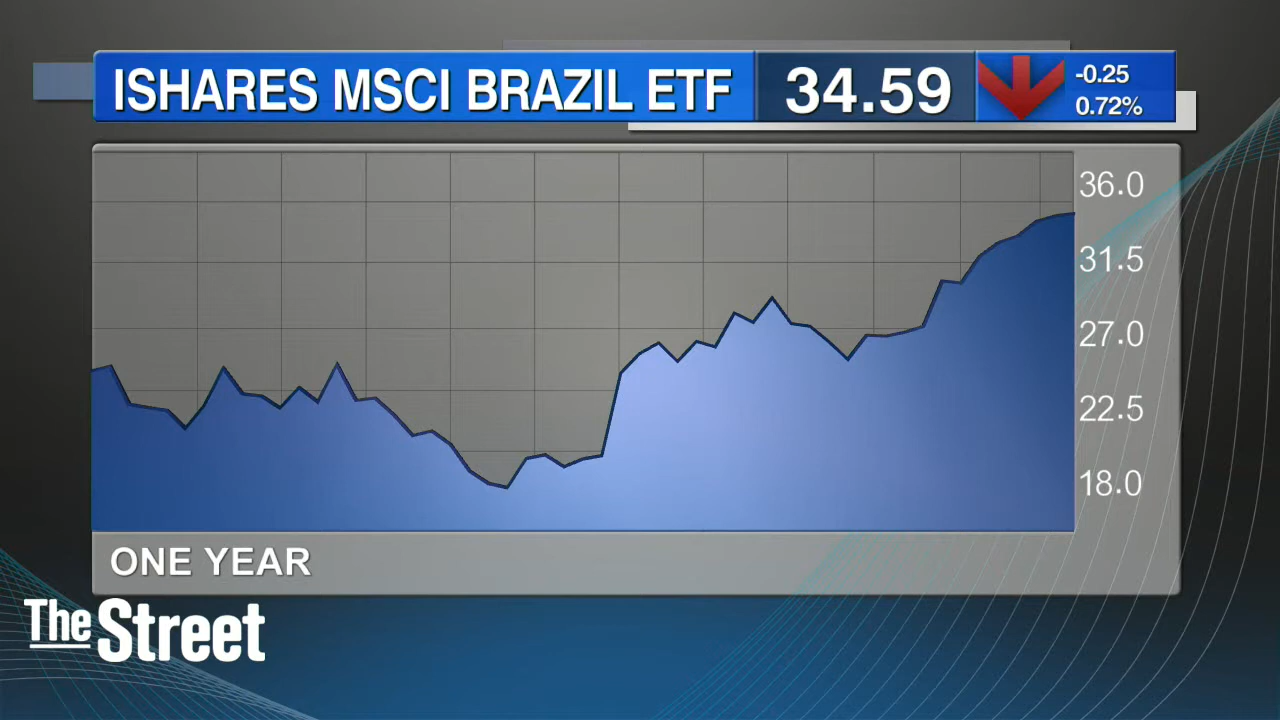 ISHARES MSCI BRAZIL ETF
34.59
-0.25
0.72%
36.0
31.5
27.0
22.5
18.0
ONE YEAR
The Street